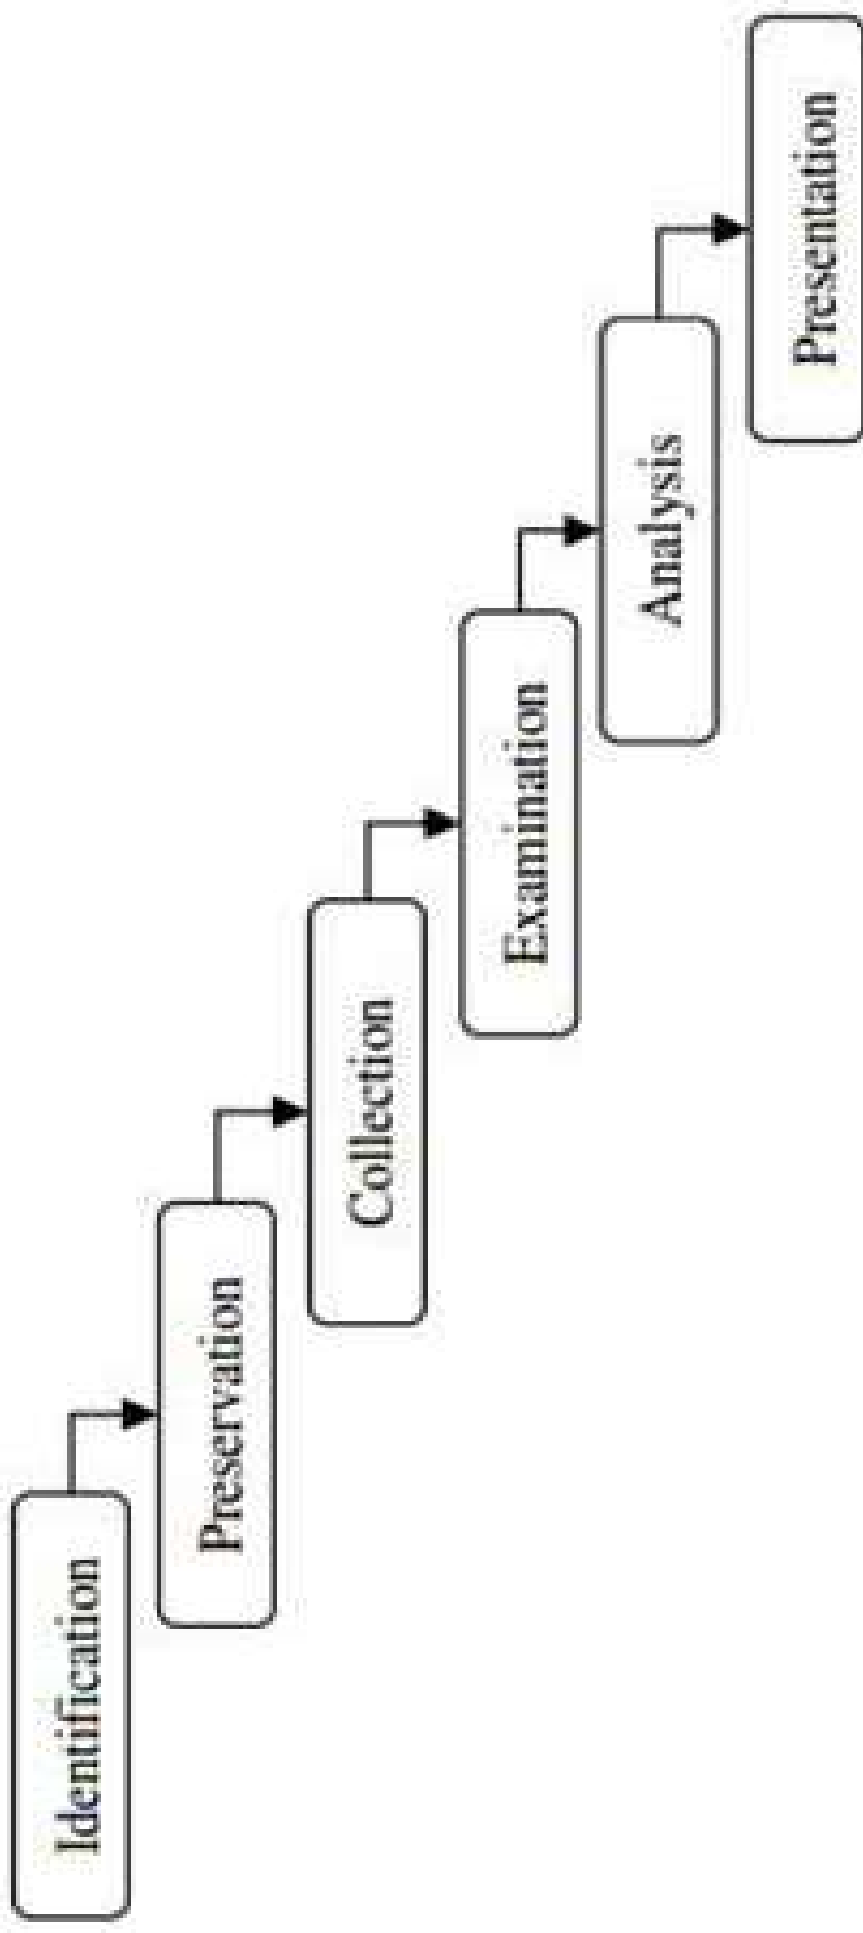 Identification
Preservation
Collection
Examination
Analysis
Presentation